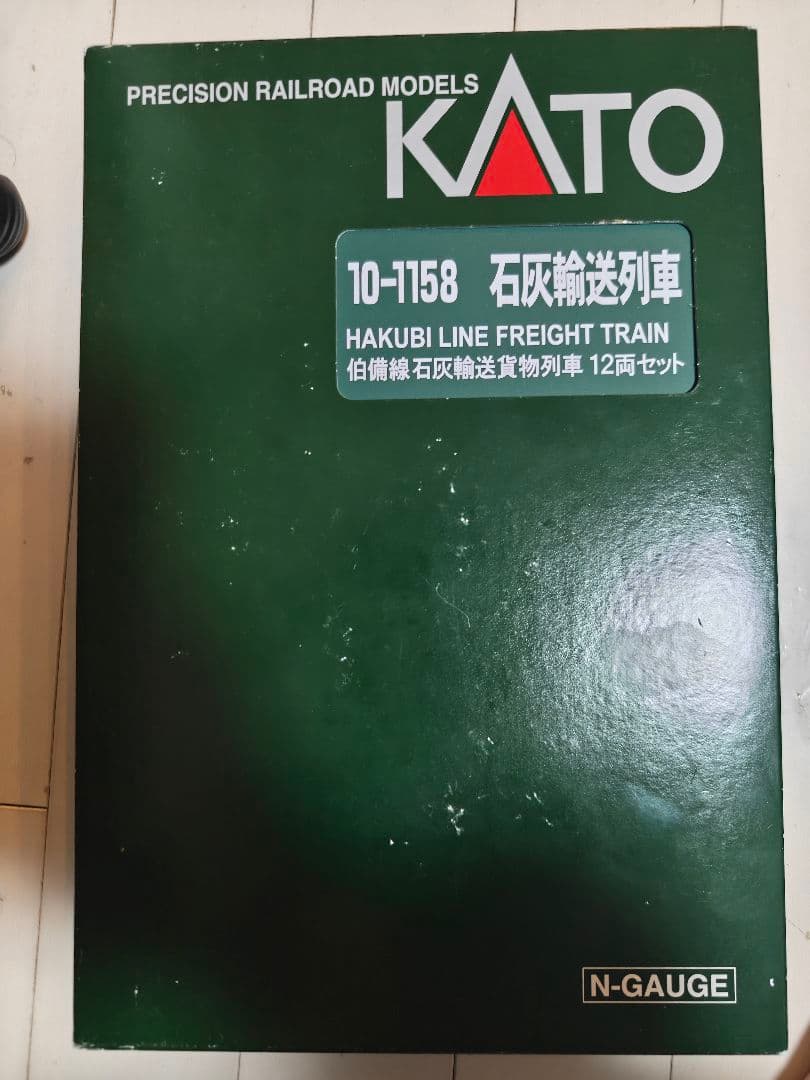 PRECISION RAILROAD MODELS
KATO
10-1158 石灰輸送列車
HAKUBI LINE FREIGHT TRAIN
伯備線石灰輸送貨物列車 12両セット
N-GAUGE